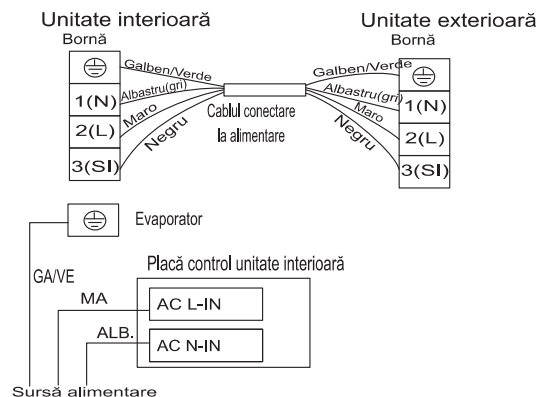 Unitate interioară
Bornă
Unitate exterioară
Bornă
Galben/Verde
Galben/Verde
1(N)
Albastru(gri)
Albastru(gri)
1(N)
2(L)
Maro
Maro
2(L)
3(SI)
Negru
Negru
3(SI)
Cablul conectare
la alimentare
Evaporator
GA/VE
Placă control unitate interioară
MA
AC L-IN
ALB.
AC N-IN
Sursă alimentare